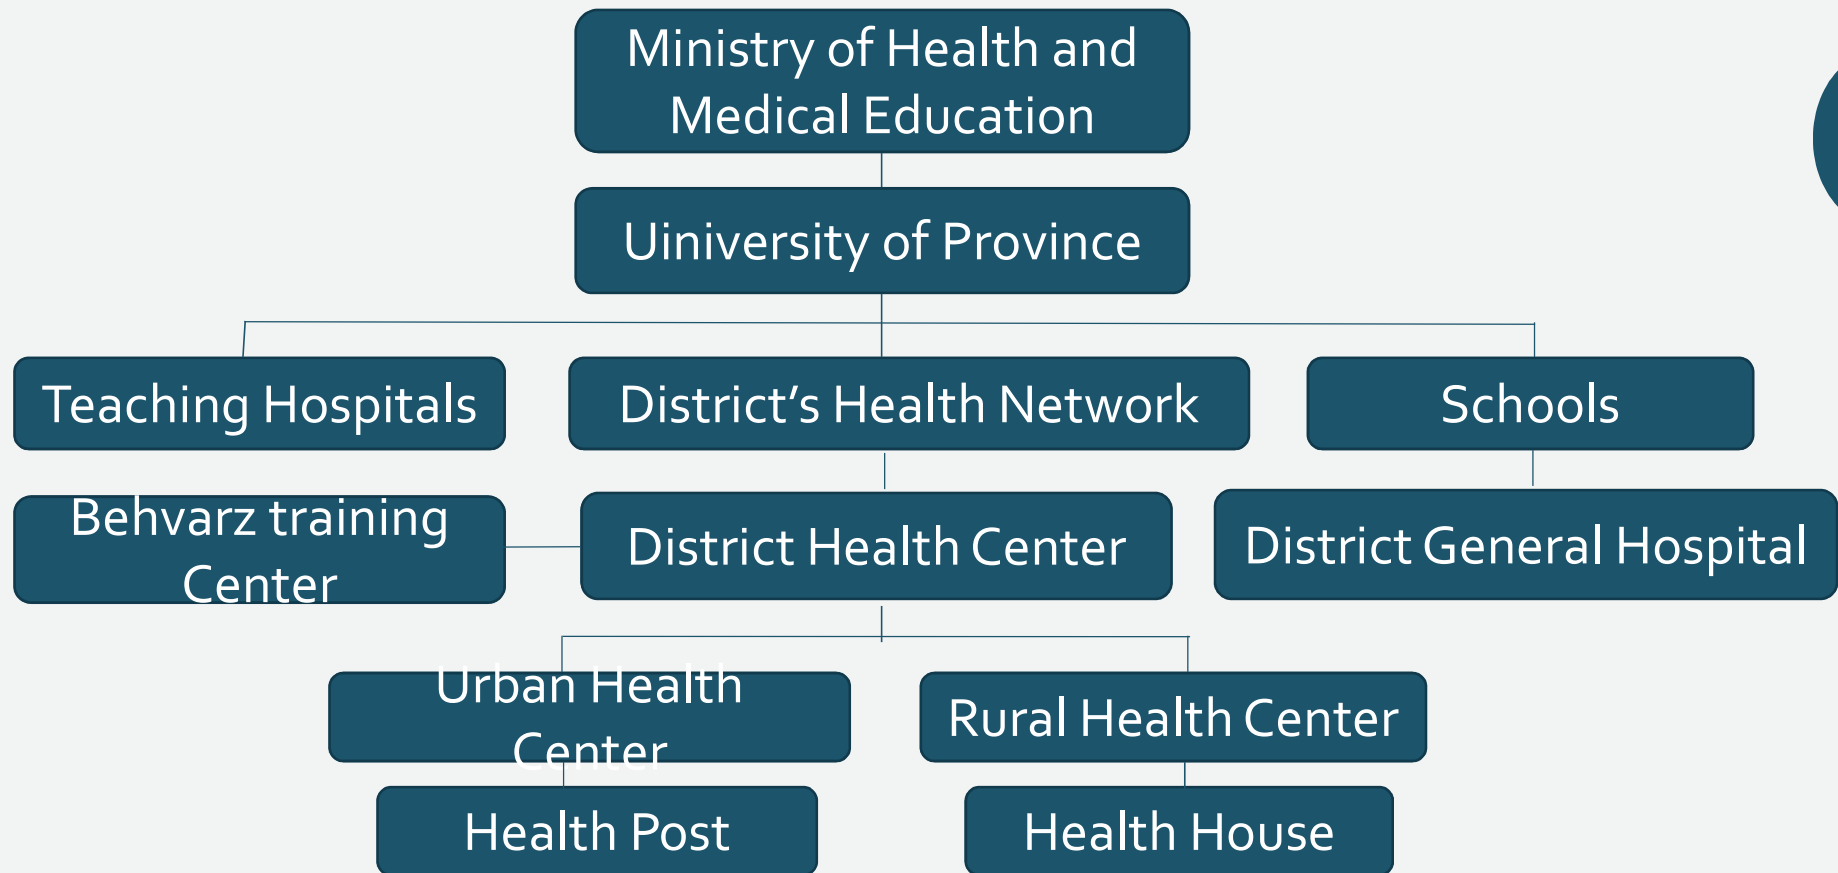 Ministry of Health and
Medical Education
Uiniversity of Province
Teaching Hospitals
District’s Health Network
Schools
Behvarz training
Center
District Health Center
District General Hospital
Urban Health
Center
Rural Health Center
Health Post
Health House